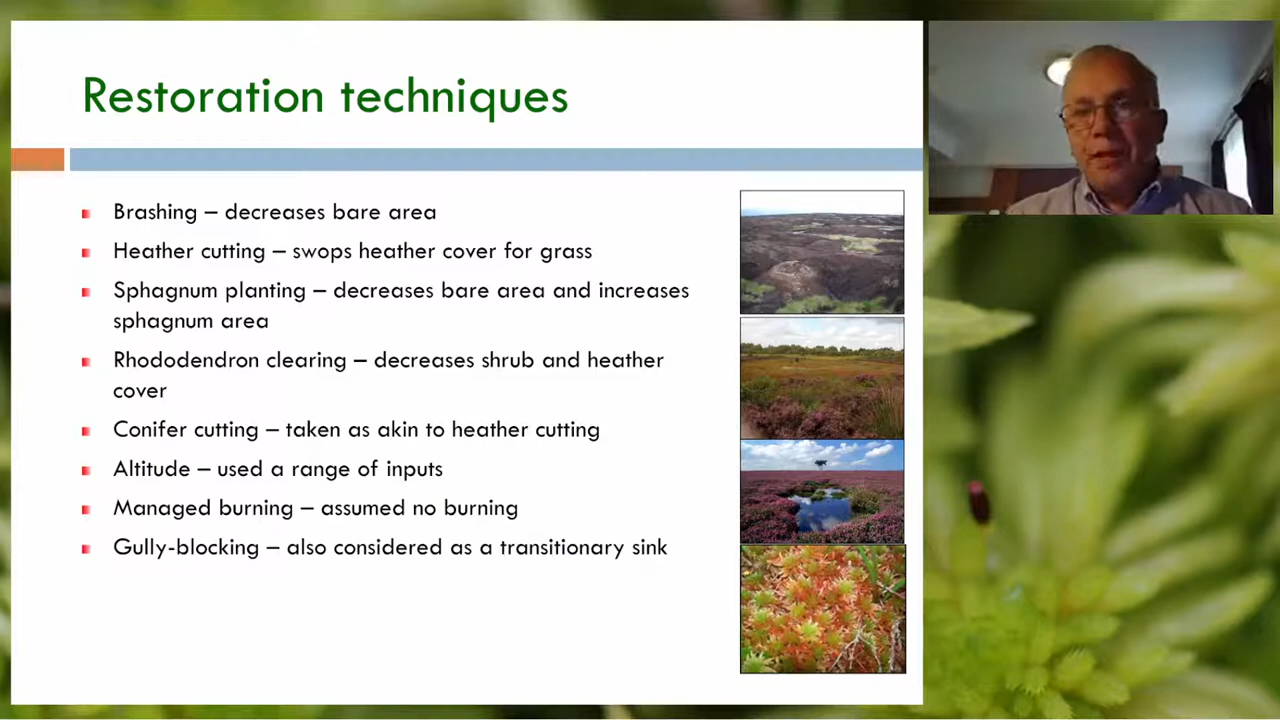 Restoration techniques
Brashing – decreases bare area
Heather cutting – swops heather cover for grass
Sphagnum planting – decreases bare area and increases
sphagnum area
Rhododendron clearing – decreases shrub and heather
cover
Conifer cutting – taken as akin to heather cutting
Altitude – used a range of inputs
Managed burning – assumed no burning
Gully-blocking – also considered as a transitionary sink